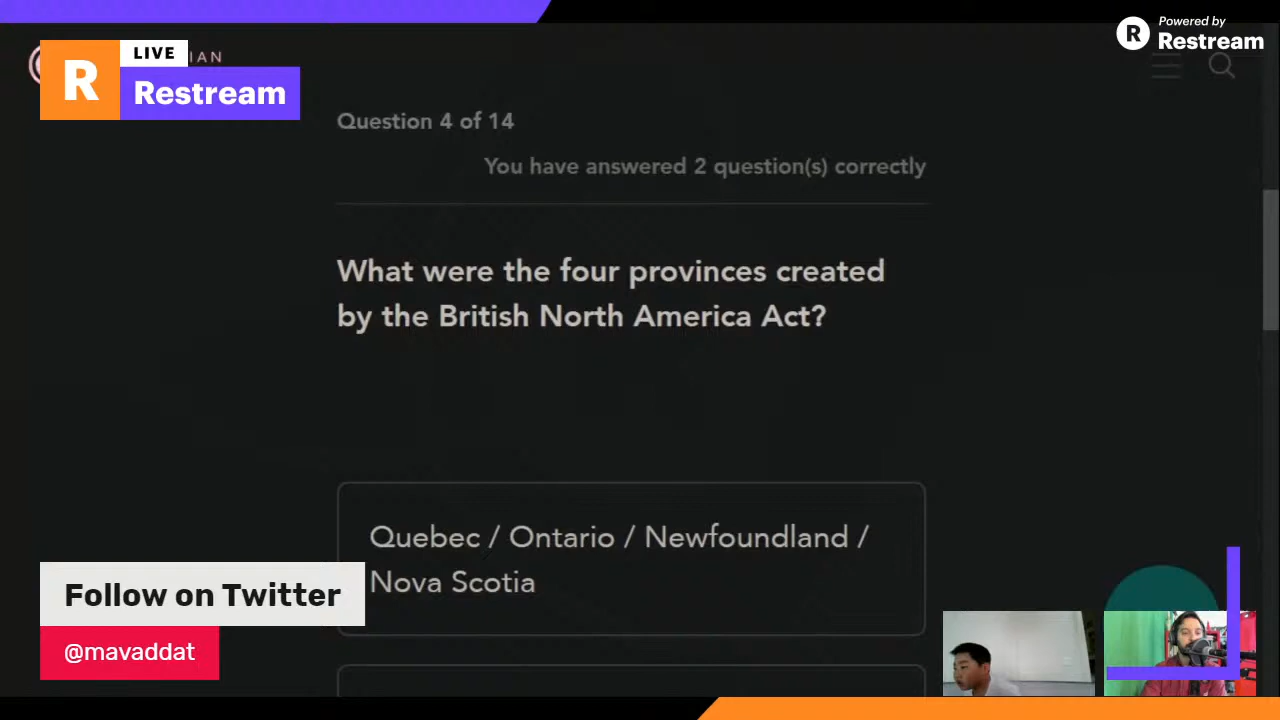 Powered by
R Restream
R
LIVE
IAN
Restream
Question 4 of 14
You have answered 2 question(s) correctly
What were the four provinces created
by the British North America Act?
Quebec / Ontario / Newfoundland /
Nova Scotia
Follow on Twitter
@mavaddat